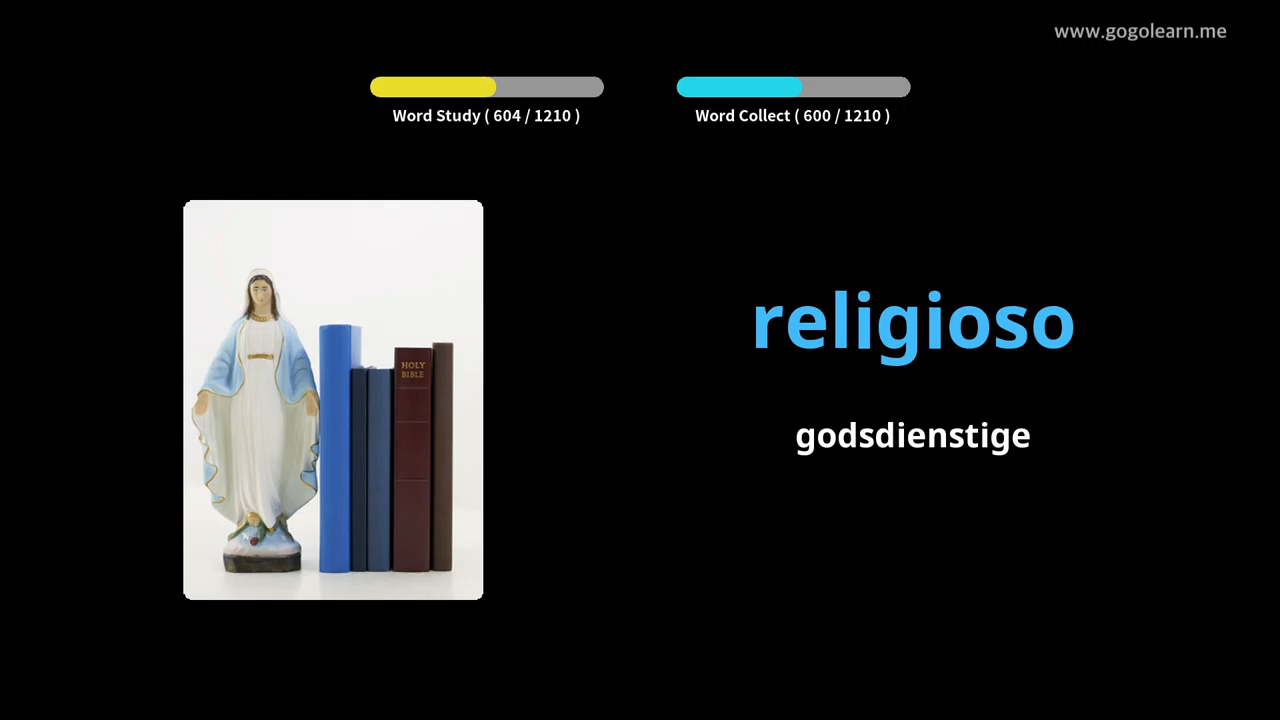 www.gogolearn.me
Word Study ( 604 / 1210 )
Word Collect ( 600 / 1210 )
HOLY
BIBLE
religioso
godsdienstige